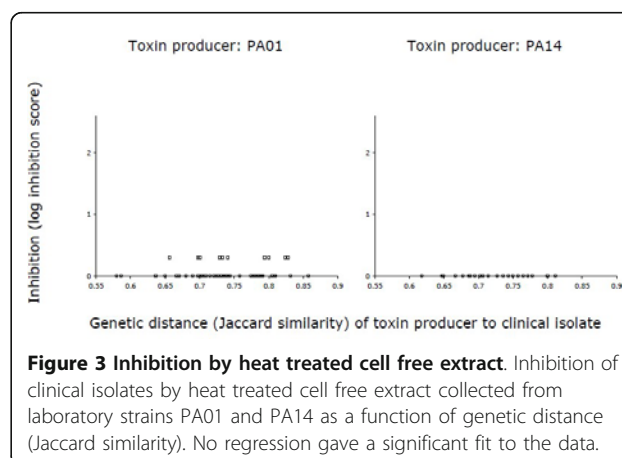 Toxin producer: PA01
Toxin producer: PA14
Inhibition (log inhibition score)
2
1
0
0.55 0.6 0.65 0.7 0.75 0.8 0.85 0.9
2
1
0
0.55 0.6 0.65 0.7 0.75 0.8 0.85 0.9
Genetic distance (Jaccard similarity) of toxin producer to clinical isolate
Figure 3 Inhibition by heat treated cell free extract. Inhibition of
clinical isolates by heat treated cell free extract collected from
laboratory strains PA01 and PA14 as a function of genetic distance
(Jaccard similarity). No regression gave a significant fit to the data.